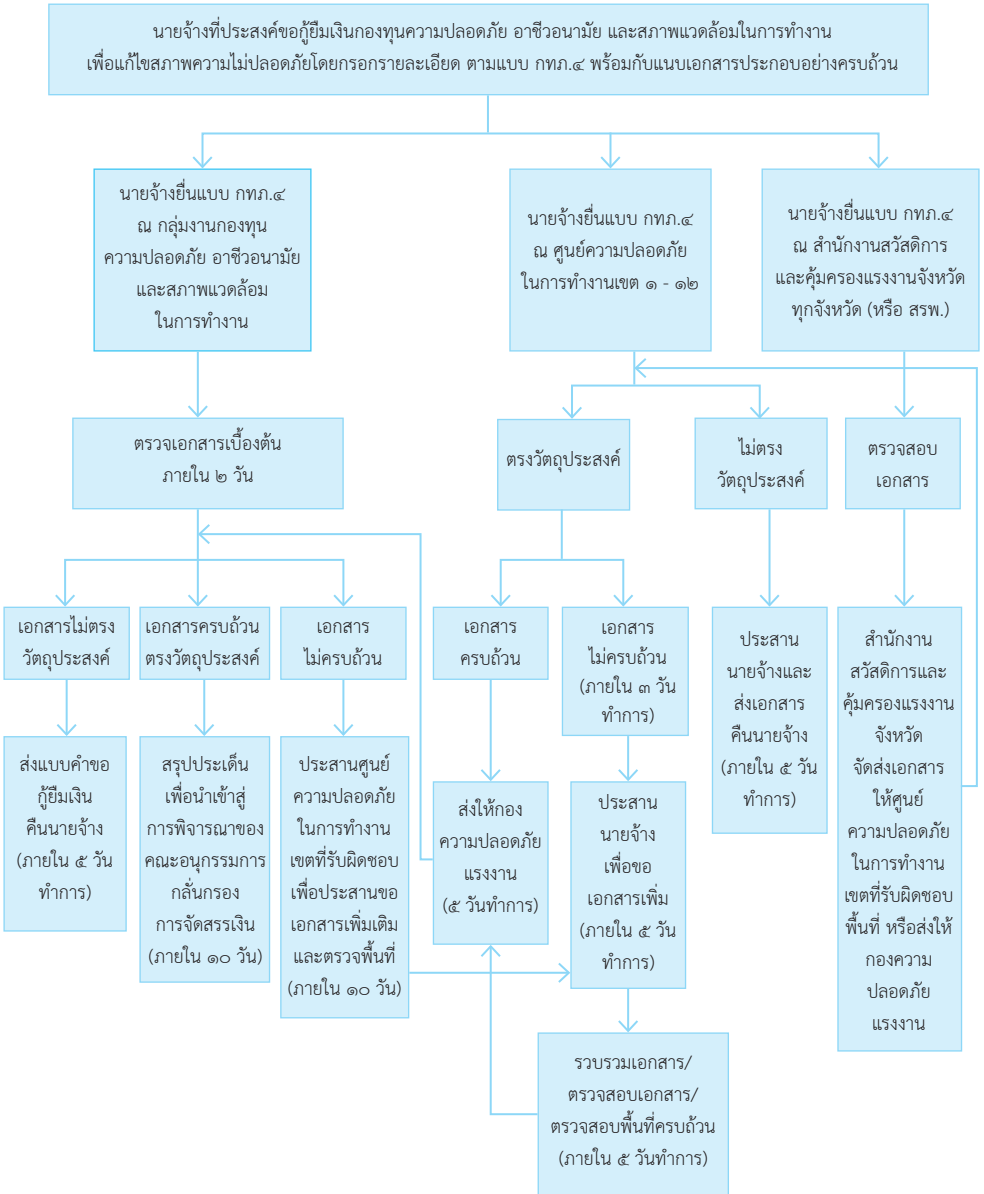 นายจ้างที่ประสงค์ขอกู้ยืมเงินกองทุนความปลอดภัย อาชีวอนามัย และสภาพแวดล้อมในการทำงาน
เพื่อแก้ไขสภาพความไม่ปลอดภัยโดยกรอกรายละเอียด ตามแบบ กทภ.๔ พร้อมกับแนบเอกสารประกอบอย่างครบถ้วน
นายจ้างยื่นแบบ กทภ.๔
ณ กลุ่มงานกองทุน
ความปลอดภัย อาชีวอนามัย
และสภาพแวดล้อม
ในการทำงาน
นายจ้างยื่นแบบ กทภ.๔
ณ ศูนย์ความปลอดภัย
ในการทำงานเขต ๑ - ๑๒
นายจ้างยื่นแบบ กทภ.๔
ณ สำนักงานสวัสดิการ
และคุ้มครองแรงงานจังหวัด
ทุกจังหวัด (หรือ สรพ.)
ตรวจเอกสารเบื้องต้น
ภายใน ๒ วัน
ตรงวัตถุประสงค์
ไม่ตรง
วัตถุประสงค์
ตรวจสอบ
เอกสาร
เอกสารไม่ตรง
วัตถุประสงค์
เอกสารครบถ้วน
ตรงวัตถุประสงค์
เอกสาร
ไม่ครบถ้วน
เอกสาร
ครบถ้วน
เอกสาร
ไม่ครบถ้วน
(ภายใน ๓ วัน
ทำการ)
ประสาน
นายจ้างและ
ส่งเอกสาร
คืนนายจ้าง
(ภายใน ๕ วัน
ทำการ)
สำนักงาน
สวัสดิการและ
คุ้มครองแรงงาน
จังหวัด
จัดส่งเอกสาร
ให้ศูนย์
ความปลอดภัย
ในการทำงาน
เขตที่รับผิดชอบ
พื้นที่ หรือส่งให้
กองความ
ปลอดภัย
แรงงาน
ส่งแบบคำขอ
กู้ยืมเงิน
คืนนายจ้าง
(ภายใน ๕ วัน
ทำการ)
สรุปประเด็น
เพื่อนำเข้าสู่
การพิจารณาของ
คณะอนุกรรมการ
กลั่นกรอง
การจัดสรรเงิน
(ภายใน ๑๐ วัน)
ประสานศูนย์
ความปลอดภัย
ในการทำงาน
เขตที่รับผิดชอบ
เพื่อประสานขอ
เอกสารเพิ่มเติม
และตรวจพื้นที่
(ภายใน ๑๐ วัน)
ส่งให้กอง
ความปลอดภัย
แรงงาน
(๕ วันทำการ)
ประสาน
นายจ้าง
เพื่อขอ
เอกสารเพิ่ม
(ภายใน ๕ วัน
ทำการ)
รวบรวมเอกสาร/
ตรวจสอบเอกสาร/
ตรวจสอบพื้นที่ครบถ้วน
(ภายใน ๕ วันทำการ)